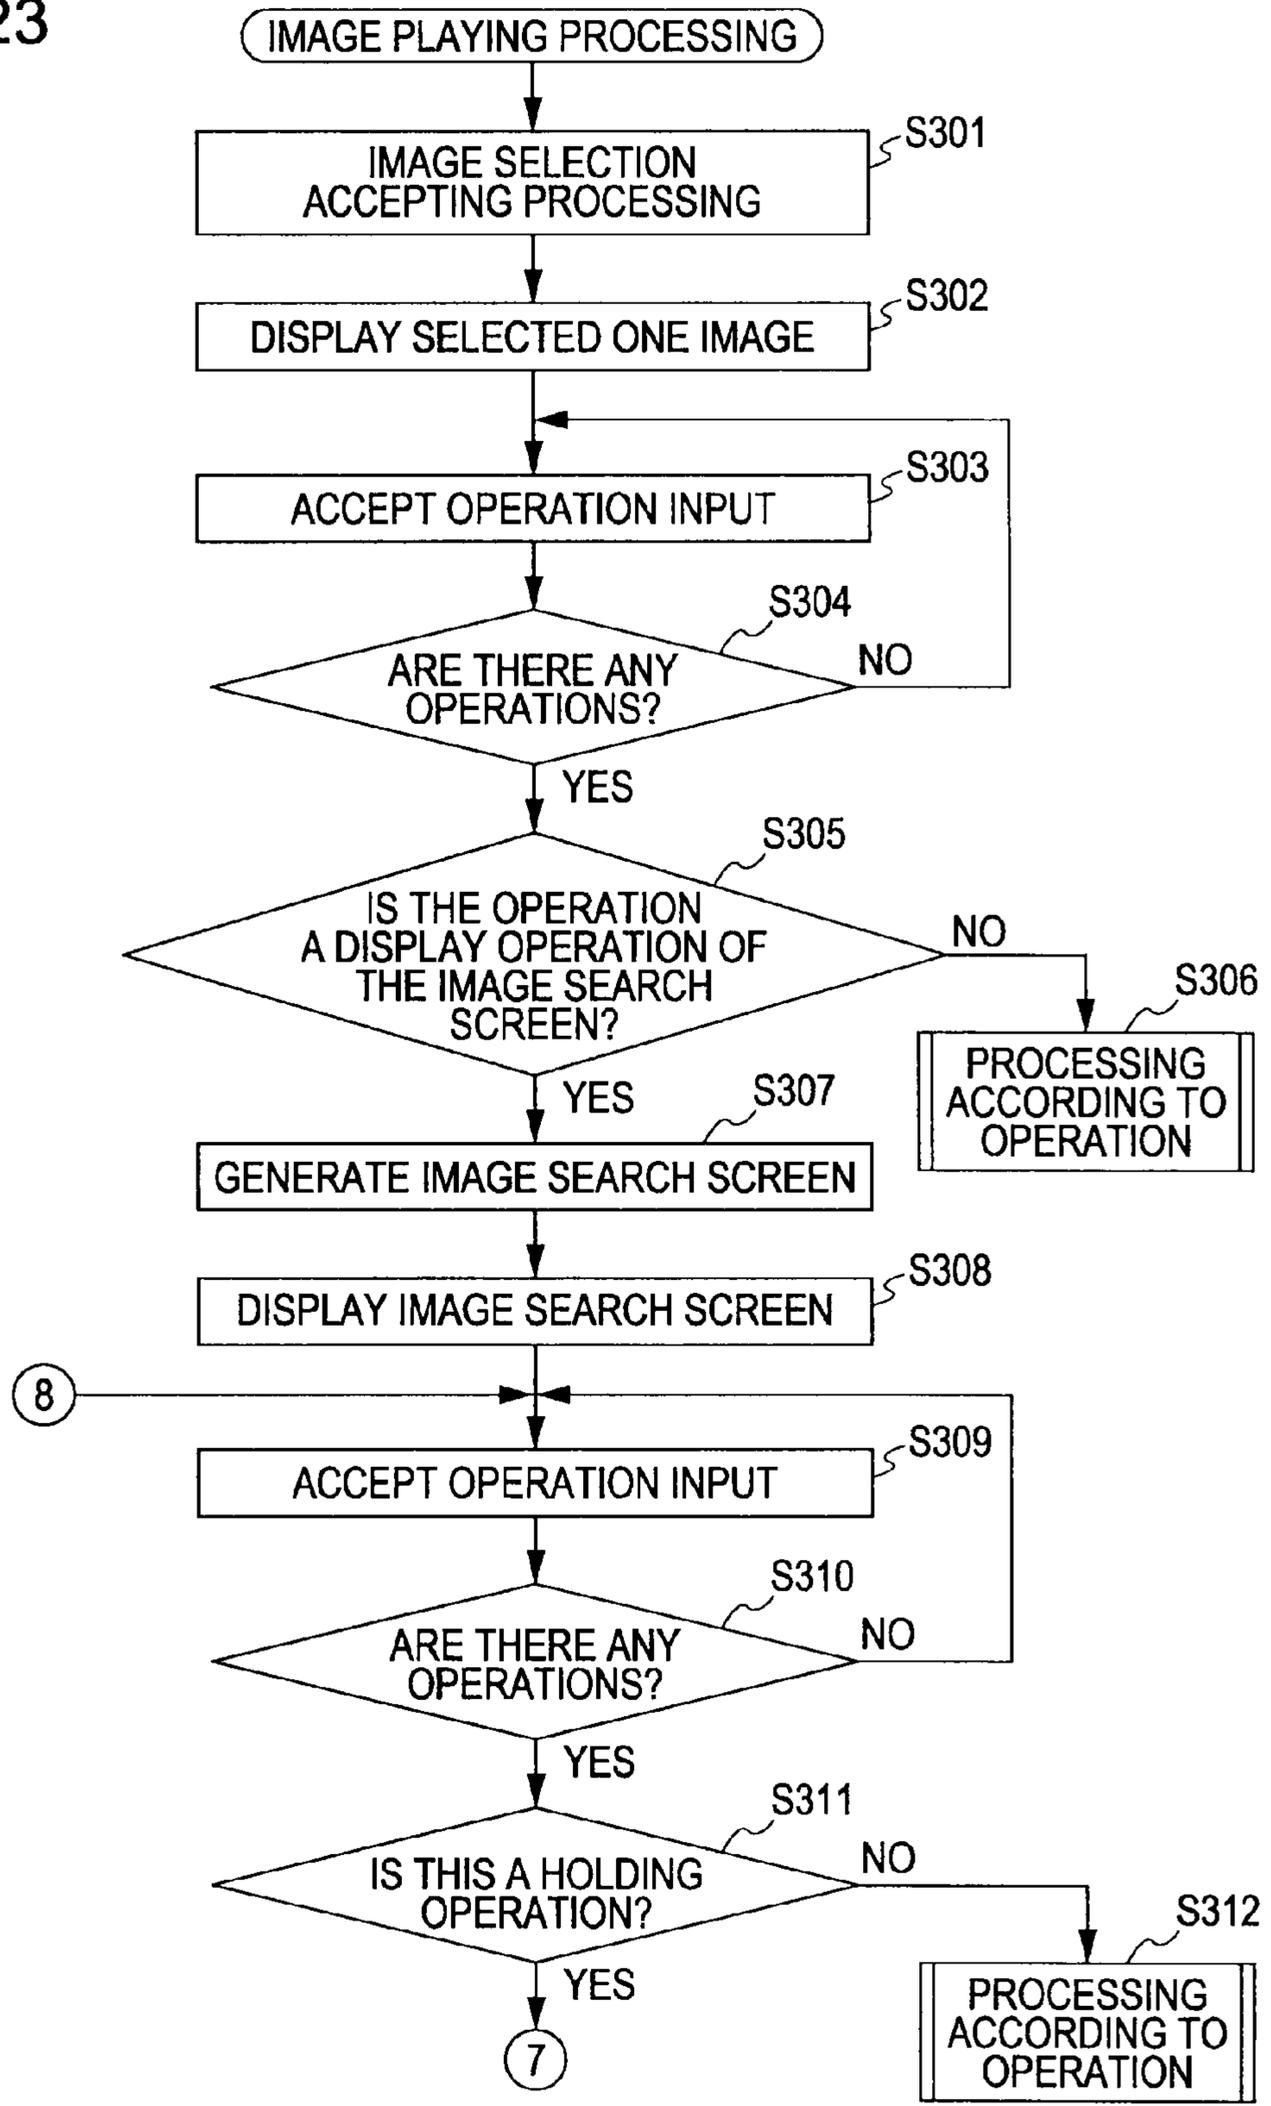 23
IMAGE PLAYING PROCESSING
S301
IMAGE SELECTION
ACCEPTING PROCESSING
S302
DISPLAY SELECTED ONE IMAGE
S303
ACCEPT OPERATION INPUT
S304
ARE THERE ANY
OPERATIONS?
NO
YES
S305
IS THE OPERATION
A DISPLAY OPERATION OF
THE IMAGE SEARCH
SCREEN?
NO
S306
PROCESSING
ACCORDING TO
OPERATION
YES
S307
GENERATE IMAGE SEARCH SCREEN
S308
DISPLAY IMAGE SEARCH SCREEN
8
S309
ACCEPT OPERATION INPUT
S310
ARE THERE ANY
OPERATIONS?
NO
YES
S311
IS THIS A HOLDING
OPERATION?
NO
S312
PROCESSING
ACCORDING TO
OPERATION
YES
7